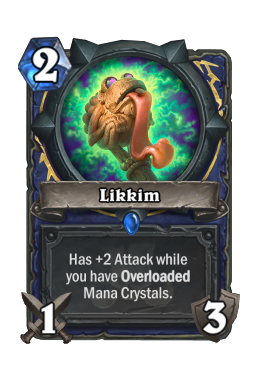 2
Likkim
Has +2 Attack while
you have Overloaded
Mana Crystals.
1
3